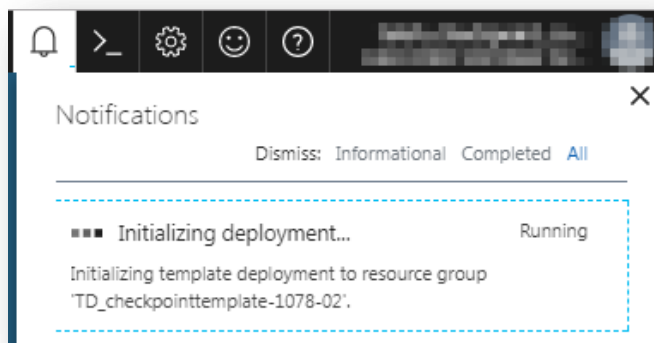 Notifications
Dismiss: Informational Completed All
Initializing deployment... Running
Initializing template deployment to resource group
'TD_checkpointtemplate-1078-02'.